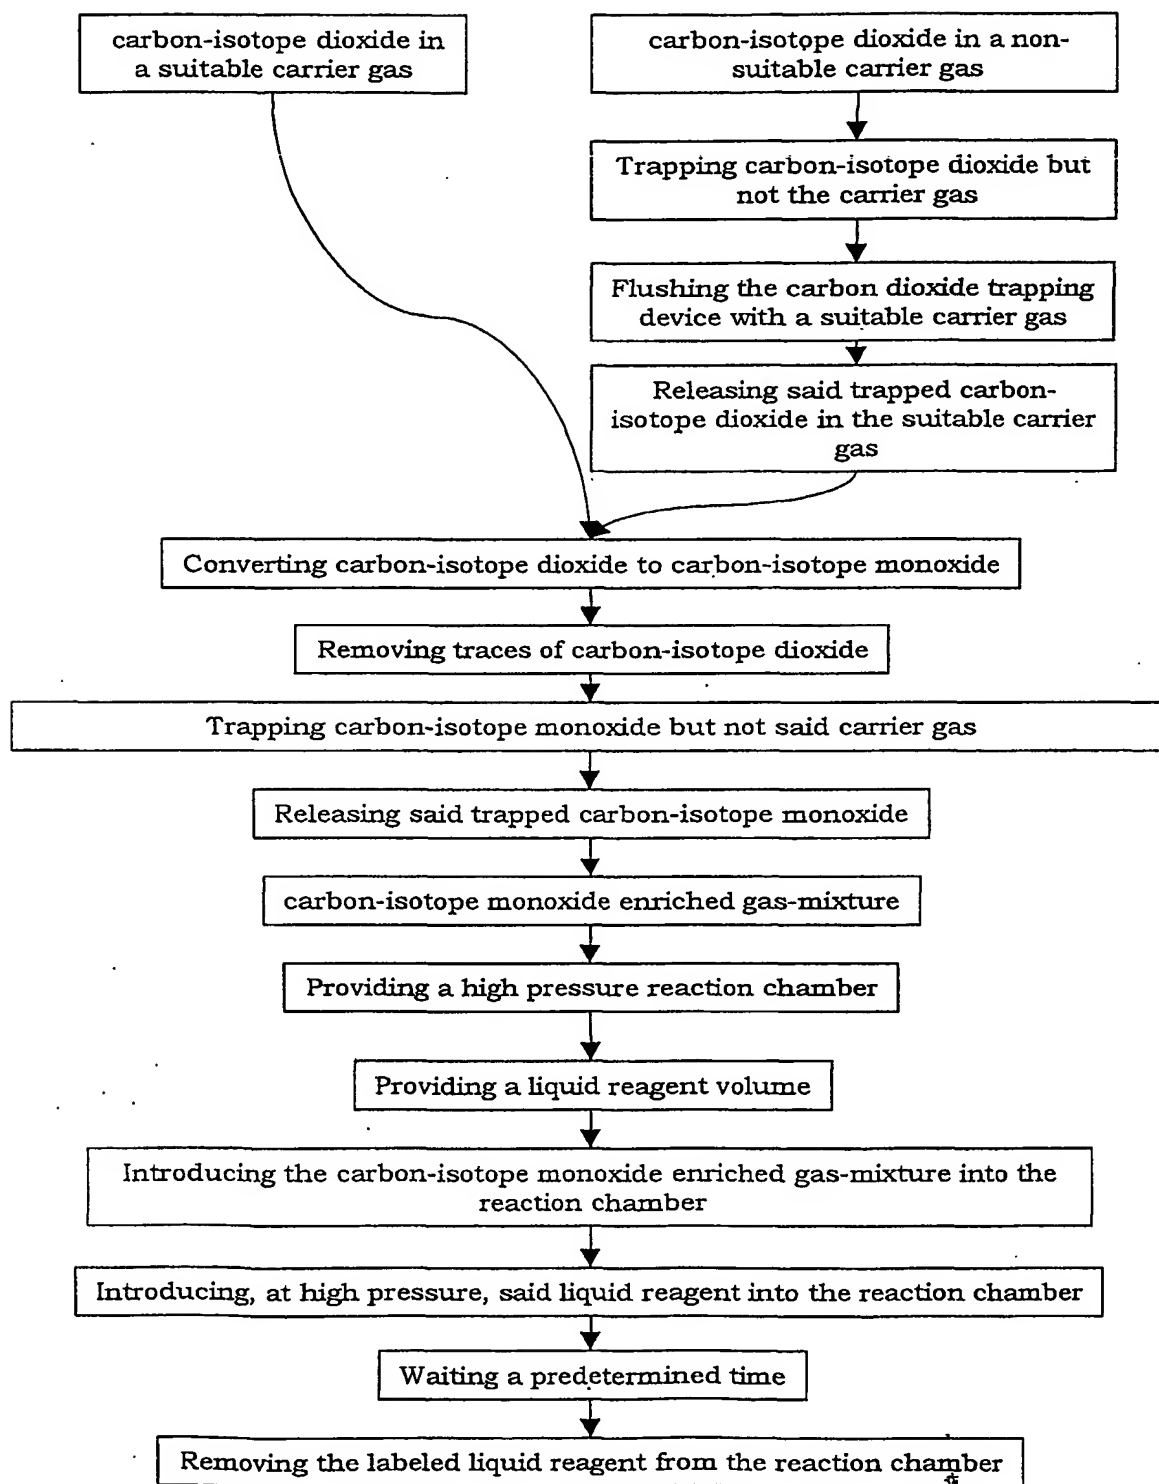 carbon-isotope dioxide in
a suitable carrier gas
carbon-isotope dioxide in a non-
suitable carrier gas
Trapping carbon-isotope dioxide but
not the carrier gas
Flushing the carbon dioxide trapping
device with a suitable carrier gas
Releasing said trapped carbon-
isotope dioxide in the suitable carrier
gas
Converting carbon-isotope dioxide to carbon-isotope monoxide
Removing traces of carbon-isotope dioxide
Trapping carbon-isotope monoxide but not said carrier gas
Releasing said trapped carbon-isotope monoxide
carbon-isotope monoxide enriched gas-mixture
Providing a high pressure reaction chamber
Providing a liquid reagent volume
Introducing the carbon-isotope monoxide enriched gas-mixture into the
reaction chamber
Introducing, at high pressure, said liquid reagent into the reaction chamber
Waiting a predetermined time
Removing the labeled liquid reagent from the reaction chamber